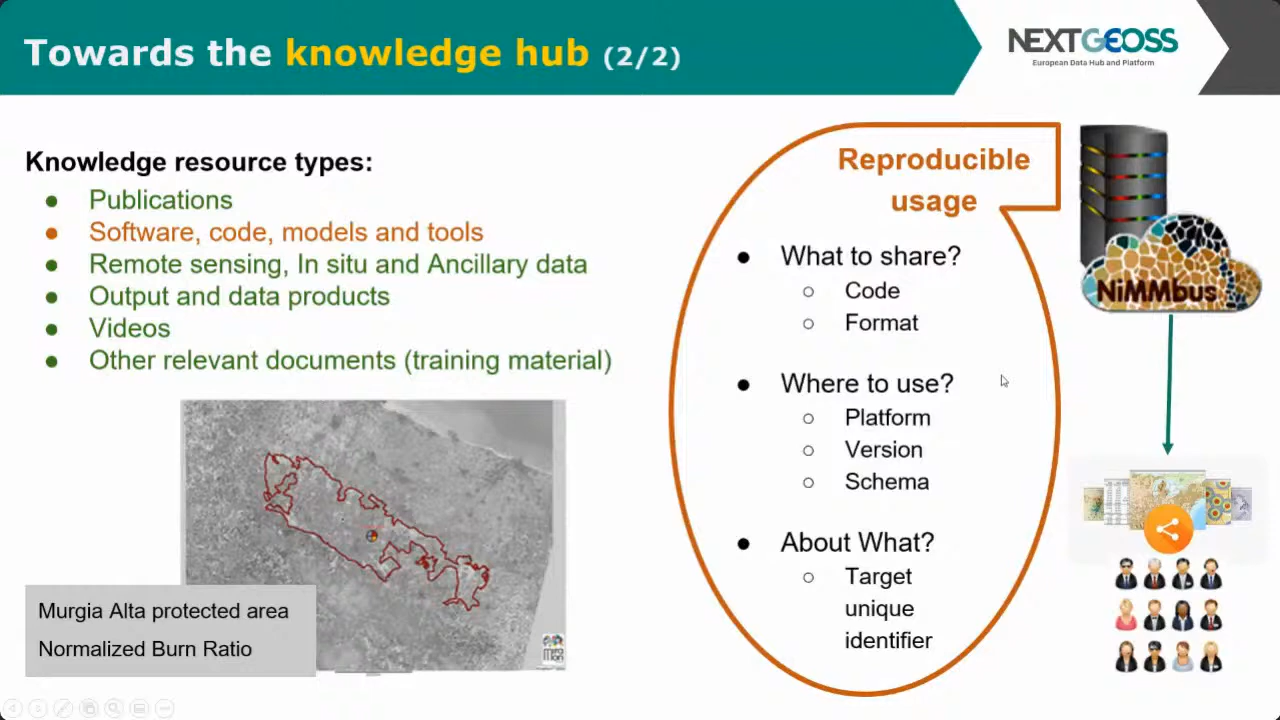 Towards the knowledge hub (2/2)
NEXTGEOSS
European Data Hub and Platform
Knowledge resource types:
● Publications
● Software, code, models and tools
● Remote sensing, In situ and Ancillary data
● Output and data products
● Videos
● Other relevant documents (training material)
Murgia Alta protected area
Normalized Burn Ratio
Reproducible
usage
● What to share?
○ Code
○ Format
● Where to use?
○ Platform
○ Version
○ Schema
● About What?
○ Target
unique
identifier
NiMMbus